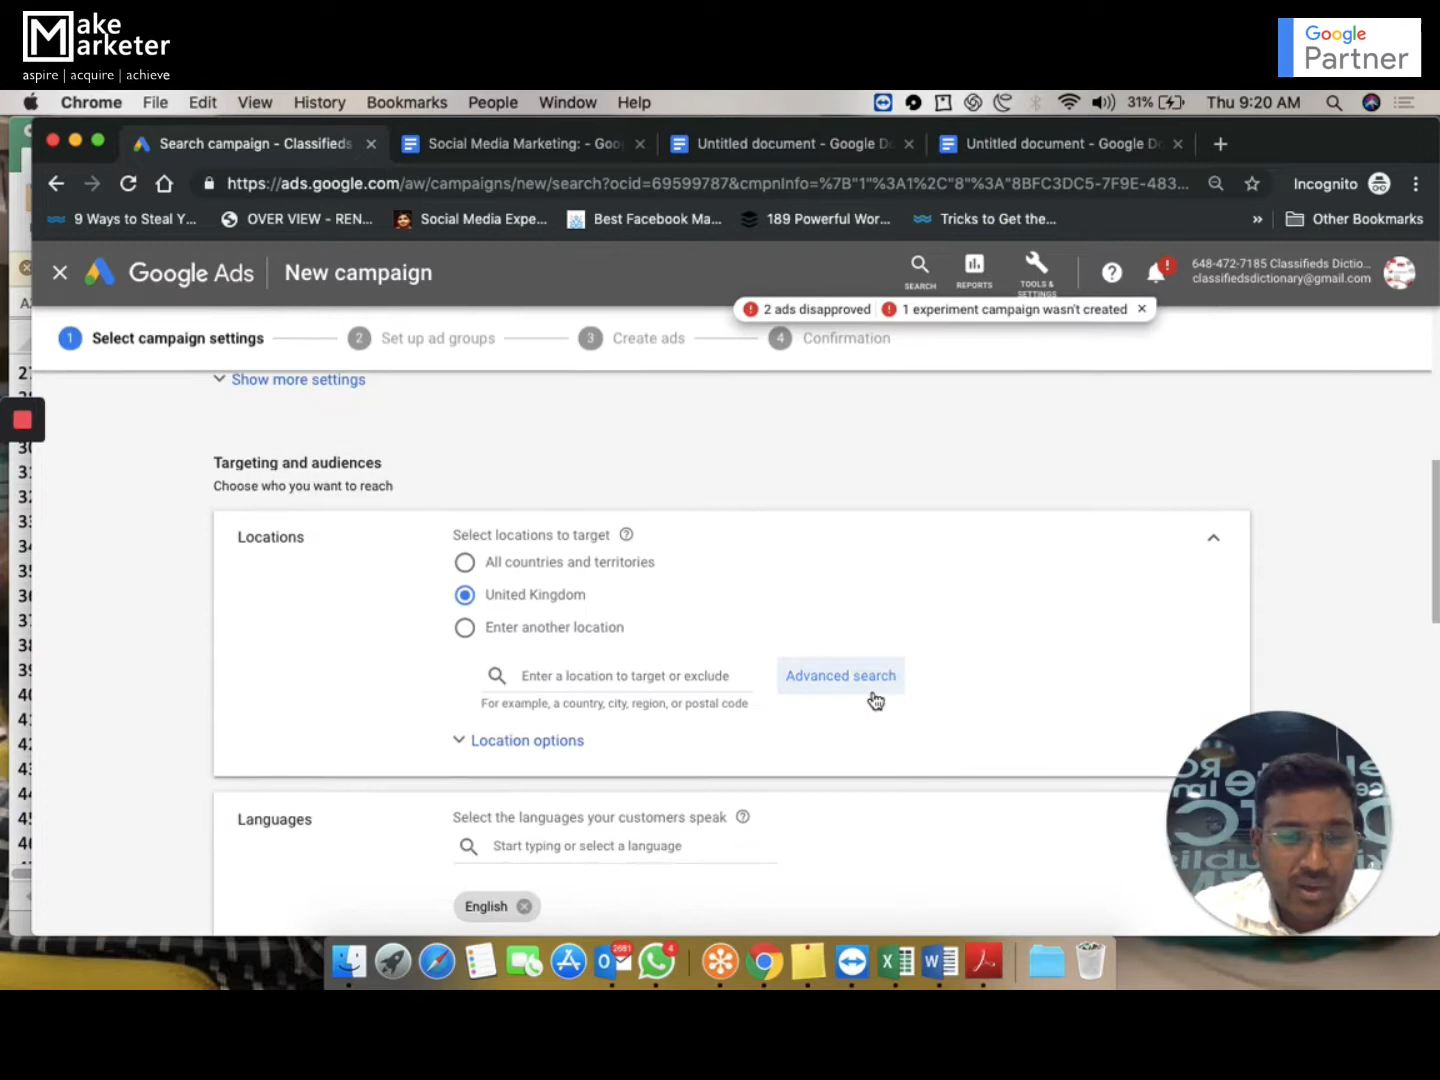 Make
Marketer
aspire | acquire | achieve
Google
Partner
Chrome File Edit View History Bookmarks People Window Help
31% Thu 9:20 AM
Search campaign - Classifieds
Social Media Marketing: - Goo
Untitled document - Google Do
Untitled document - Google Do
https://ads.google.com/aw/campaigns/new/search?ocid=69599787&cmpnInfo=%7B"1"%3A1%2C"8"%3A"8BFC3DC5-7F9E-483...
Incognito
9 Ways to Steal Y...
OVER VIEW - REN...
Social Media Expe...
Best Facebook Ma...
189 Powerful Wor...
Tricks to Get the...
»
Other Bookmarks
Google Ads
New campaign
SEARCH
REPORTS
TOOLS &
SETTINGS
648-472-7185 Classifieds Dictio...
classifiedsdictionary@gmail.com
2 ads disapproved
1 experiment campaign wasn't created
1 Select campaign settings
2 Set up ad groups
3 Create ads
4 Confirmation
Show more settings
Targeting and audiences
Choose who you want to reach
Locations
Select locations to target
All countries and territories
United Kingdom
Enter another location
Enter a location to target or exclude
Advanced search
For example, a country, city, region, or postal code
Location options
Languages
Select the languages your customers speak
Start typing or select a language
English
2681
4